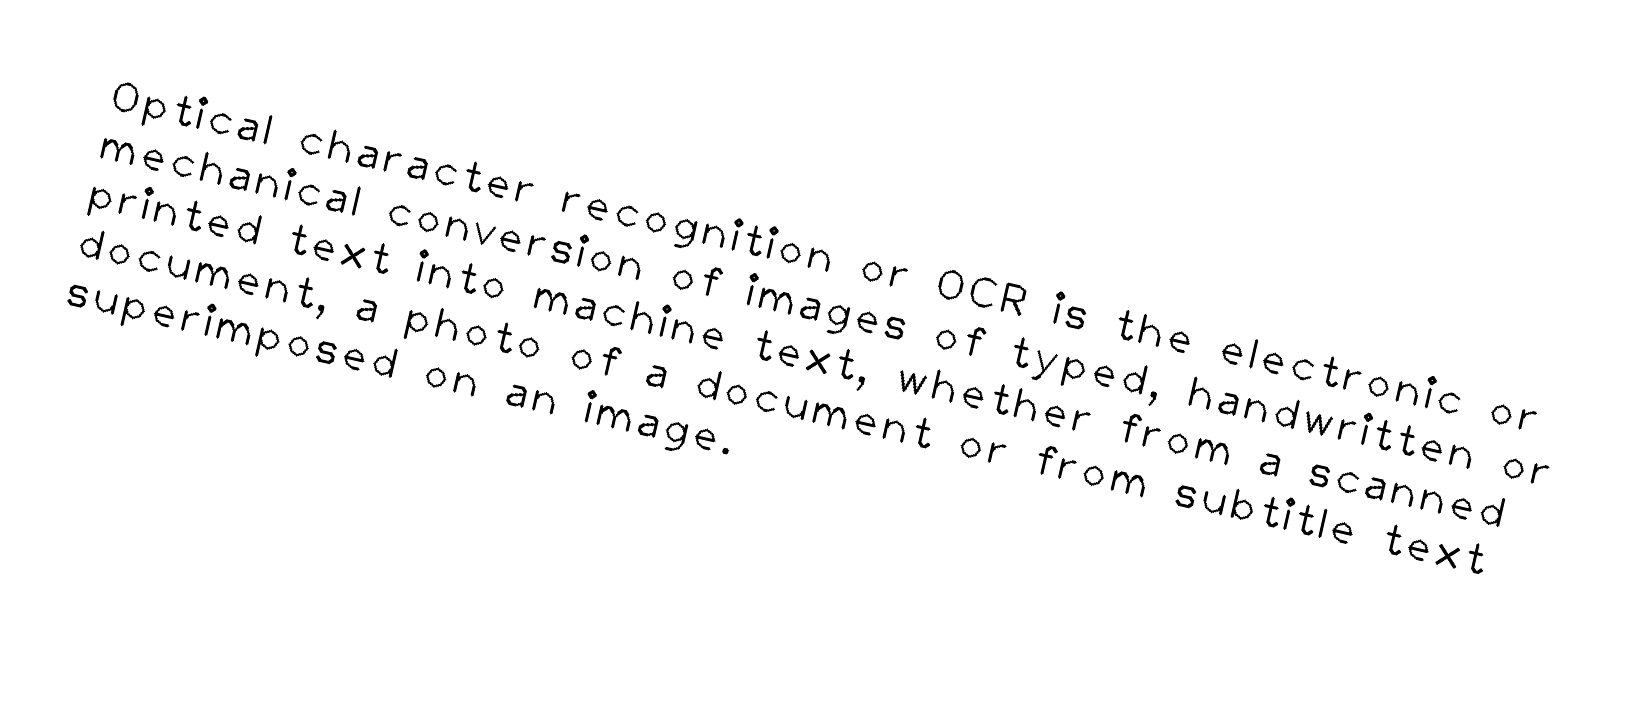 Optical character recognition or OCR is the electronic or
mechanical conversion of images of typed, handwritten or
printed text into machine text, whether from a scanned
document, a photo of a document or from subtitle text
superimposed on an image.